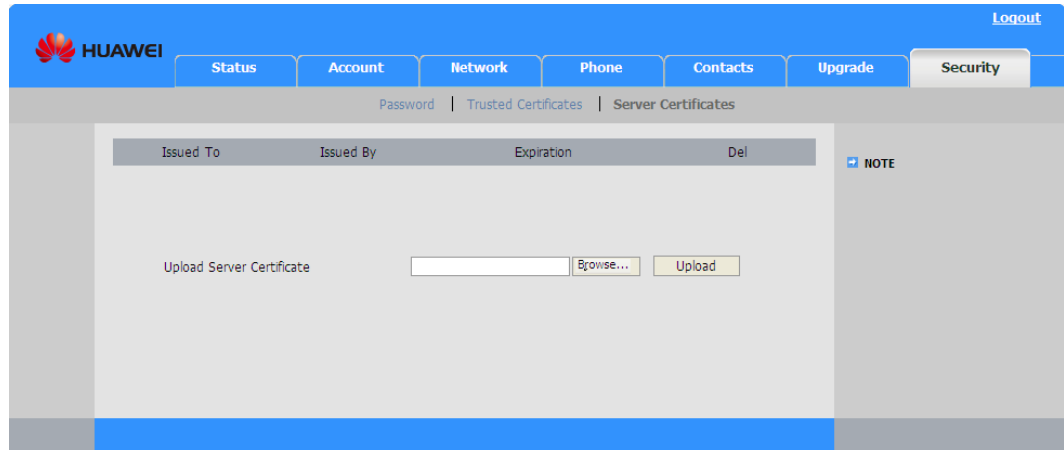 Logout
HUAWEI
Status Account Network Phone Contacts Upgrade Security
Password | Trusted Certificates | Server Certificates
Issued To Issued By Expiration Del
NOTE
Upload Server Certificate Browse... Upload